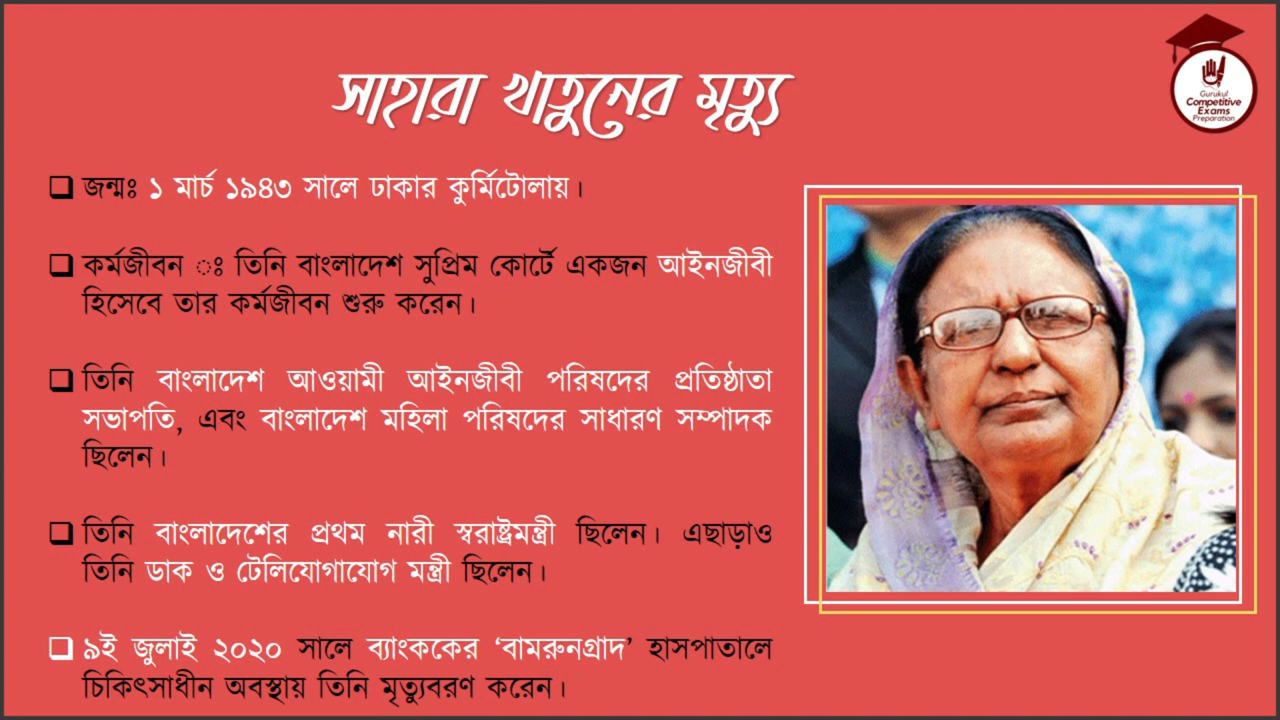 সাহারা খাতুনের মৃত্যু
Gurukul
Competitive
Exams
Preparation
জন্মঃ ১ মার্চ ১৯৪৩ সালে ঢাকার কুর্মিটোলায়।
কর্মজীবন ঃ তিনি বাংলাদেশ সুপ্রিম কোর্টে একজন আইনজীবী
হিসেবে তার কর্মজীবন শুরু করেন।
তিনি বাংলাদেশ আওয়ামী আইনজীবী পরিষদের প্রতিষ্ঠাতা
সভাপতি, এবং বাংলাদেশ মহিলা পরিষদের সাধারণ সম্পাদক
ছিলেন।
তিনি বাংলাদেশের প্রথম নারী স্বরাষ্ট্রমন্ত্রী ছিলেন। এছাড়াও
তিনি ডাক ও টেলিযোগাযোগ মন্ত্রী ছিলেন।
৯ই জুলাই ২০২০ সালে ব্যাংককের ‘বামরুনগ্রাদ’ হাসপাতালে
চিকিৎসাধীন অবস্থায় তিনি মৃত্যুবরণ করেন।